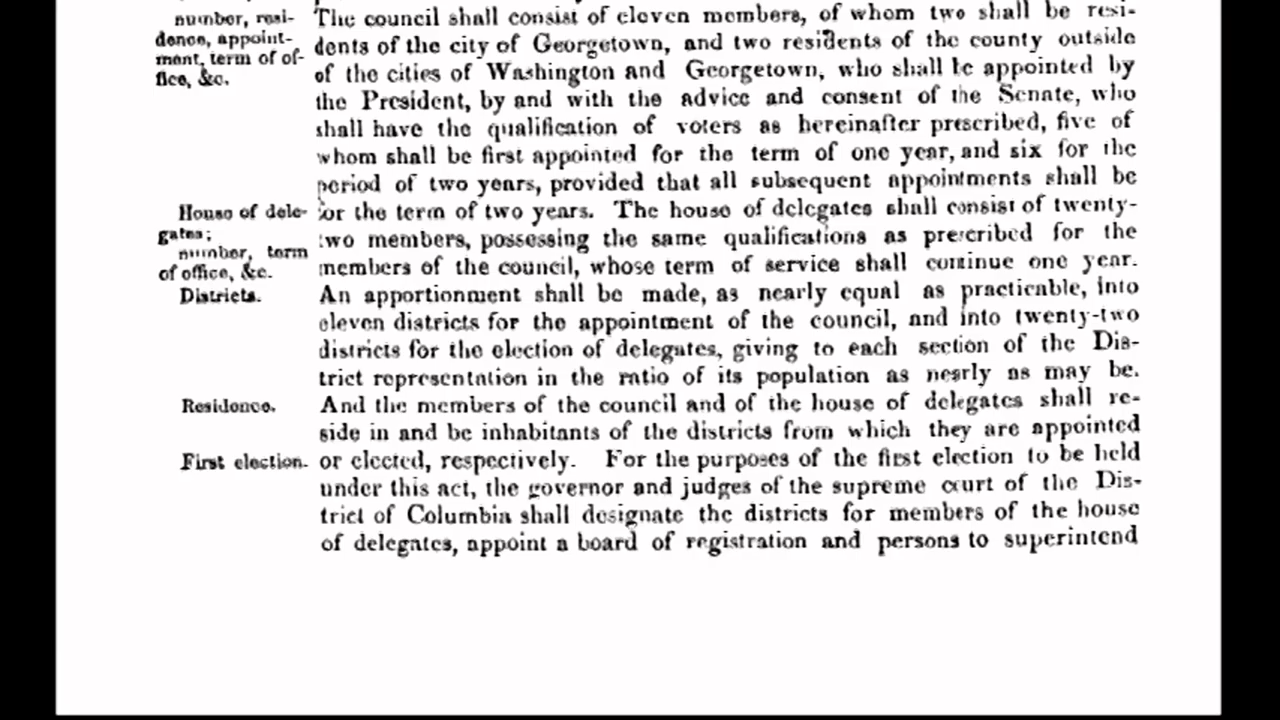 number, resi-
dence, appoint-
ment, term of of-
fice, &c.
The council shall consist of eleven members, of whom two shall be resi-
dents of the city of Georgetown, and two residents of the county outside
of the cities of Washington and Georgetown, who shall be appointed by
the President, by and with the advice and consent of the Senate, who
shall have the qualification of voters as hereinafter prescribed, five of
whom shall be first appointed for the term of one year, and six for the
period of two years, provided that all subsequent appointments shall be
House of dele-
gates;
number, term
of office, &c.
for the term of two years. The house of delegates shall consist of twenty-
two members, possessing the same qualifications as prescribed for the
members of the council, whose term of service shall continue one year.
Districts.
An apportionment shall be made, as nearly equal as practicable, into
eleven districts for the appointment of the council, and into twenty-two
districts for the election of delegates, giving to each section of the Dis-
trict representation in the ratio of its population as nearly as may be.
Residence.
And the members of the council and of the house of delegates shall re-
side in and be inhabitants of the districts from which they are appointed
First election.
or elected, respectively. For the purposes of the first election to be held
under this act, the governor and judges of the supreme court of the Dis-
trict of Columbia shall designate the districts for members of the house
of delegates, appoint a board of registration and persons to superintend